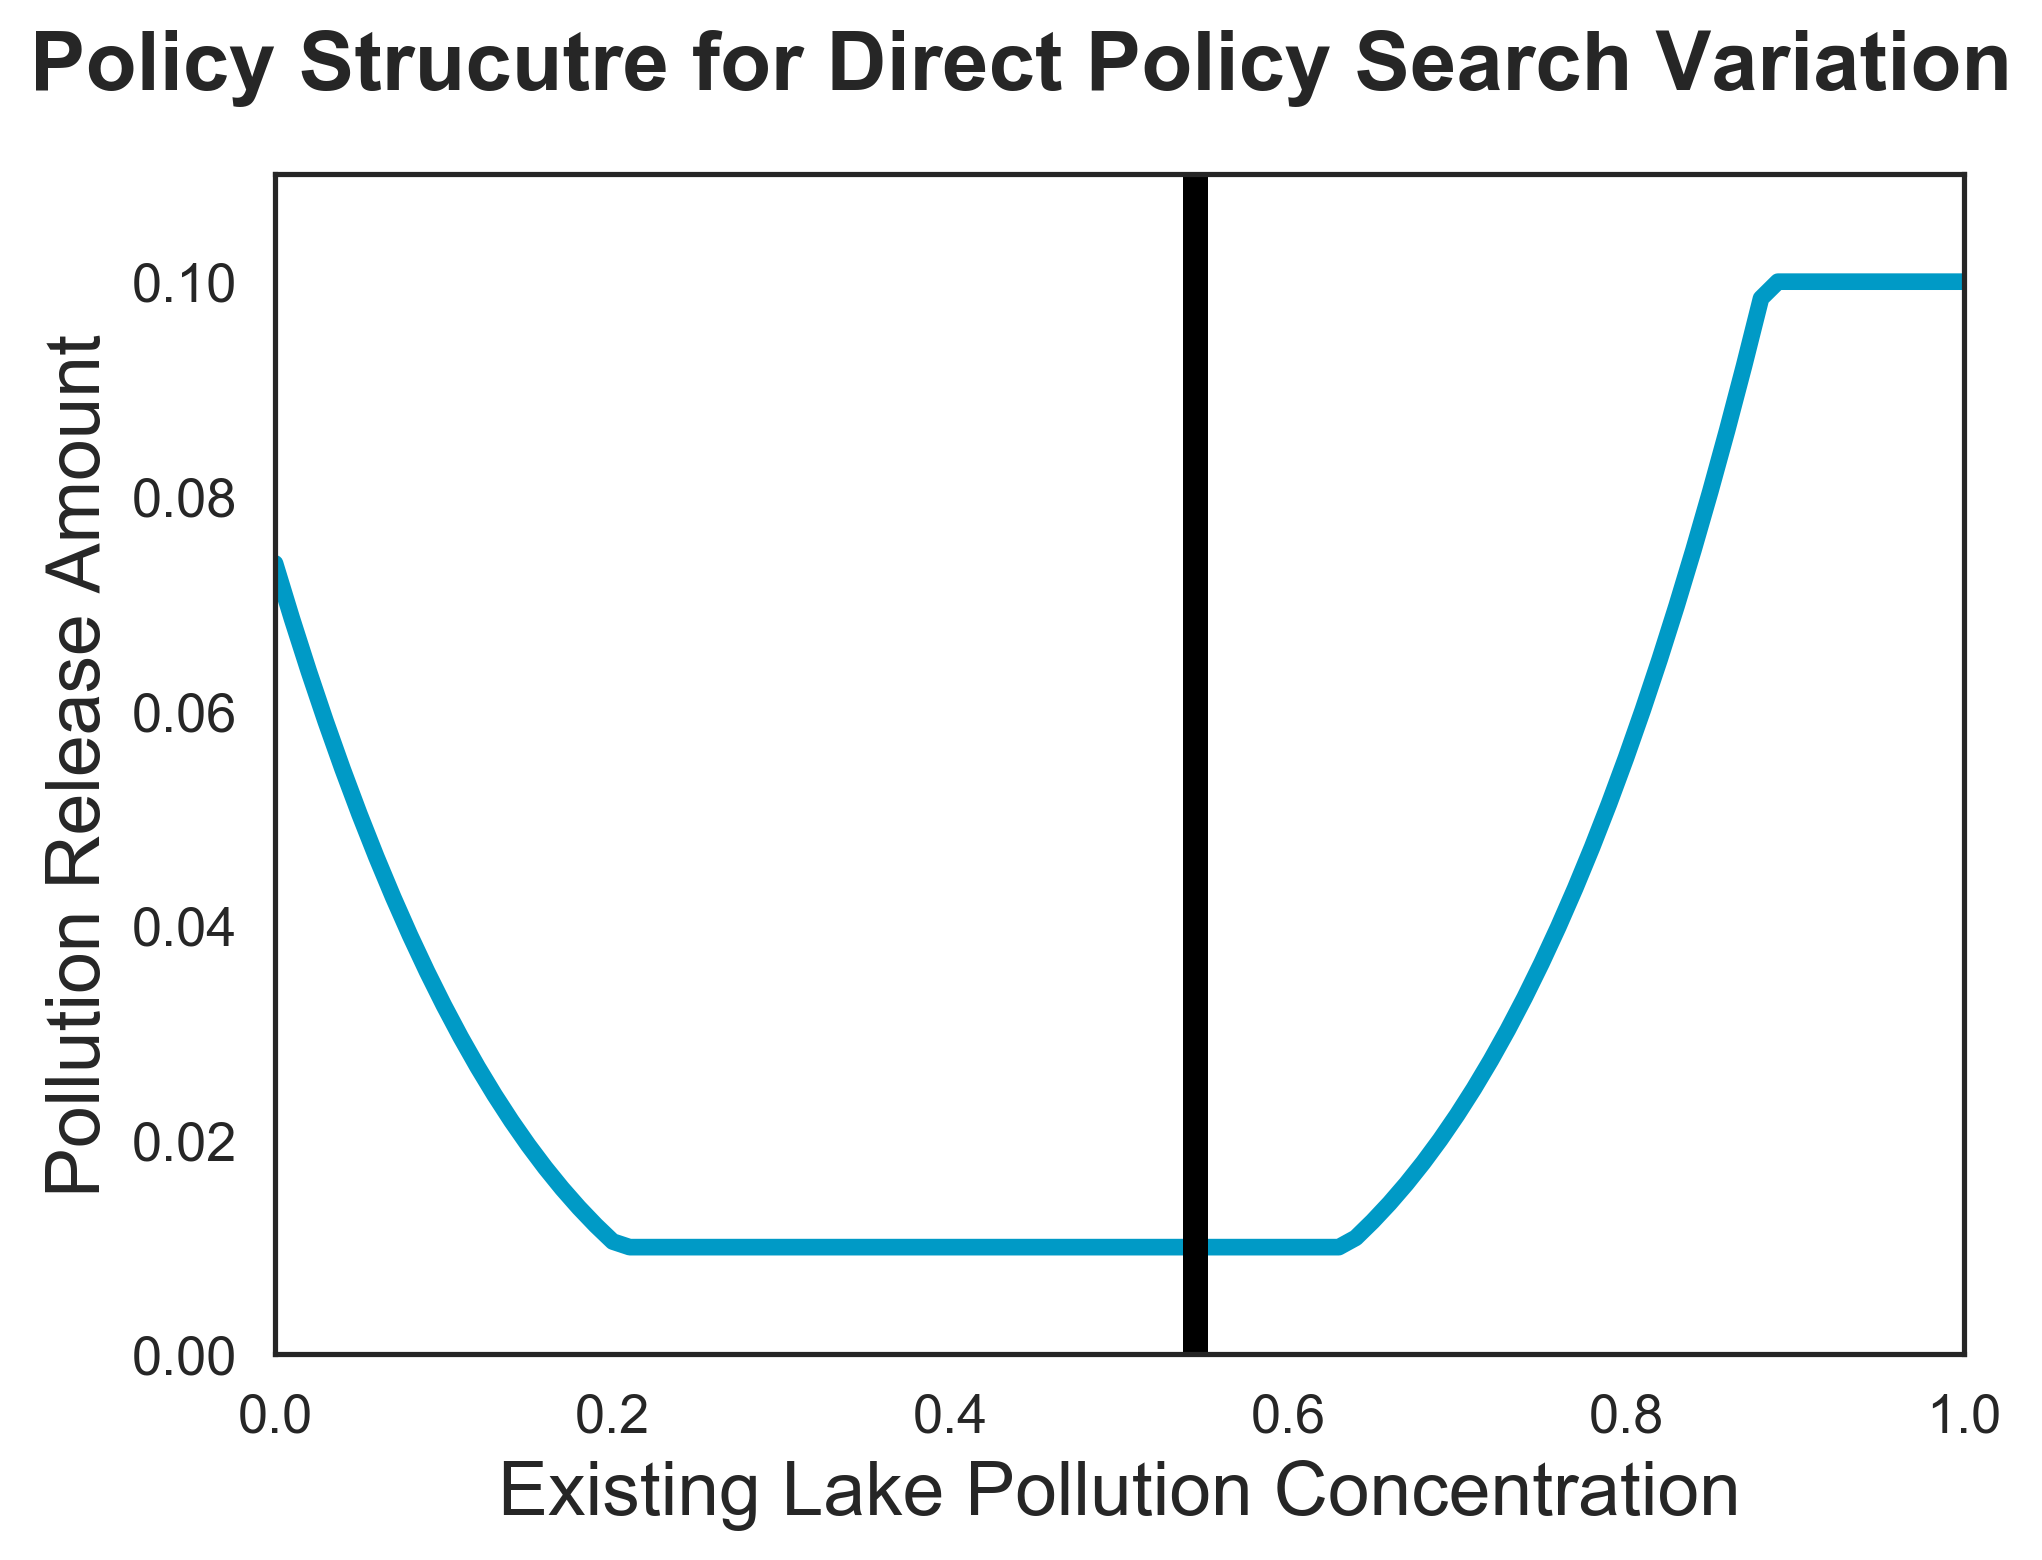 Policy Strucutre for Direct Policy Search Variation
Pollution Release Amount
0.10
0.08
0.06
0.04
0.02
0.00
0.0 0.2 0.4 0.6 0.8 1.0
Existing Lake Pollution Concentration